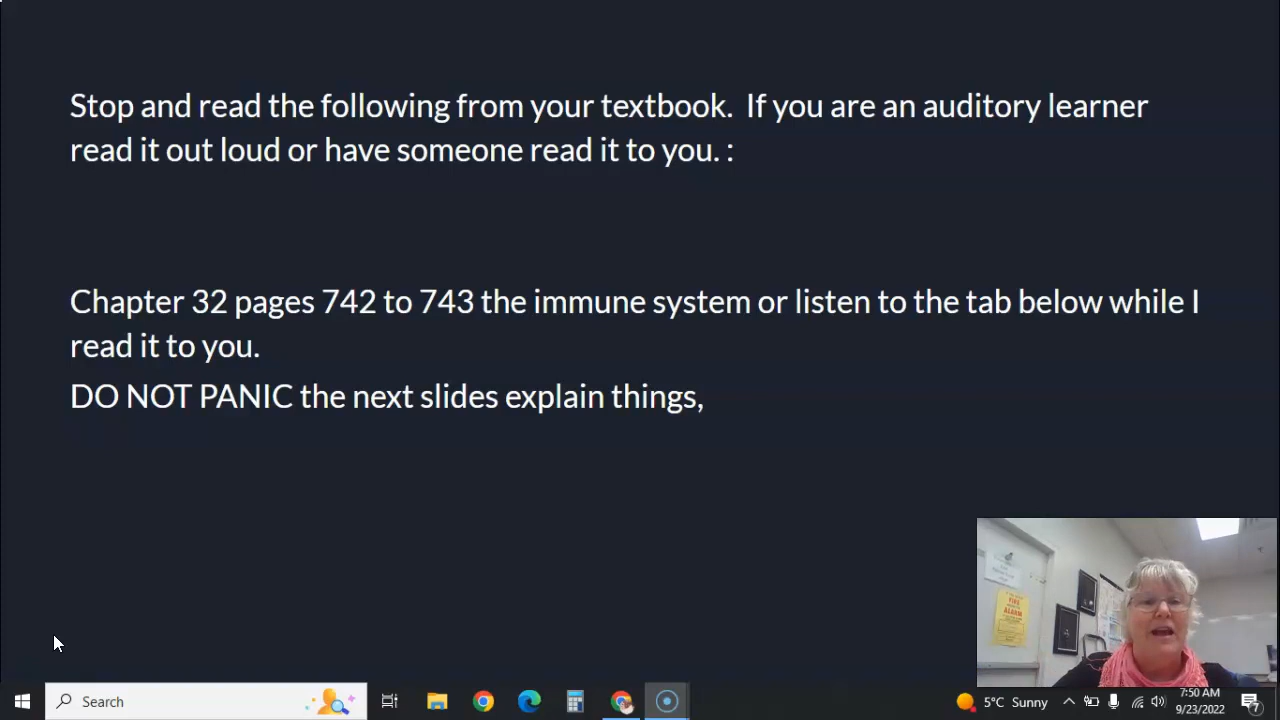 Stop and read the following from your textbook.  If you are an auditory learner
read it out loud or have someone read it to you. :
Chapter 32 pages 742 to 743 the immune system or listen to the tab below while I
read it to you.
DO NOT PANIC the next slides explain things,
FIRE
ALARM
Search
5°C Sunny
7:50 AM
9/23/2022
7